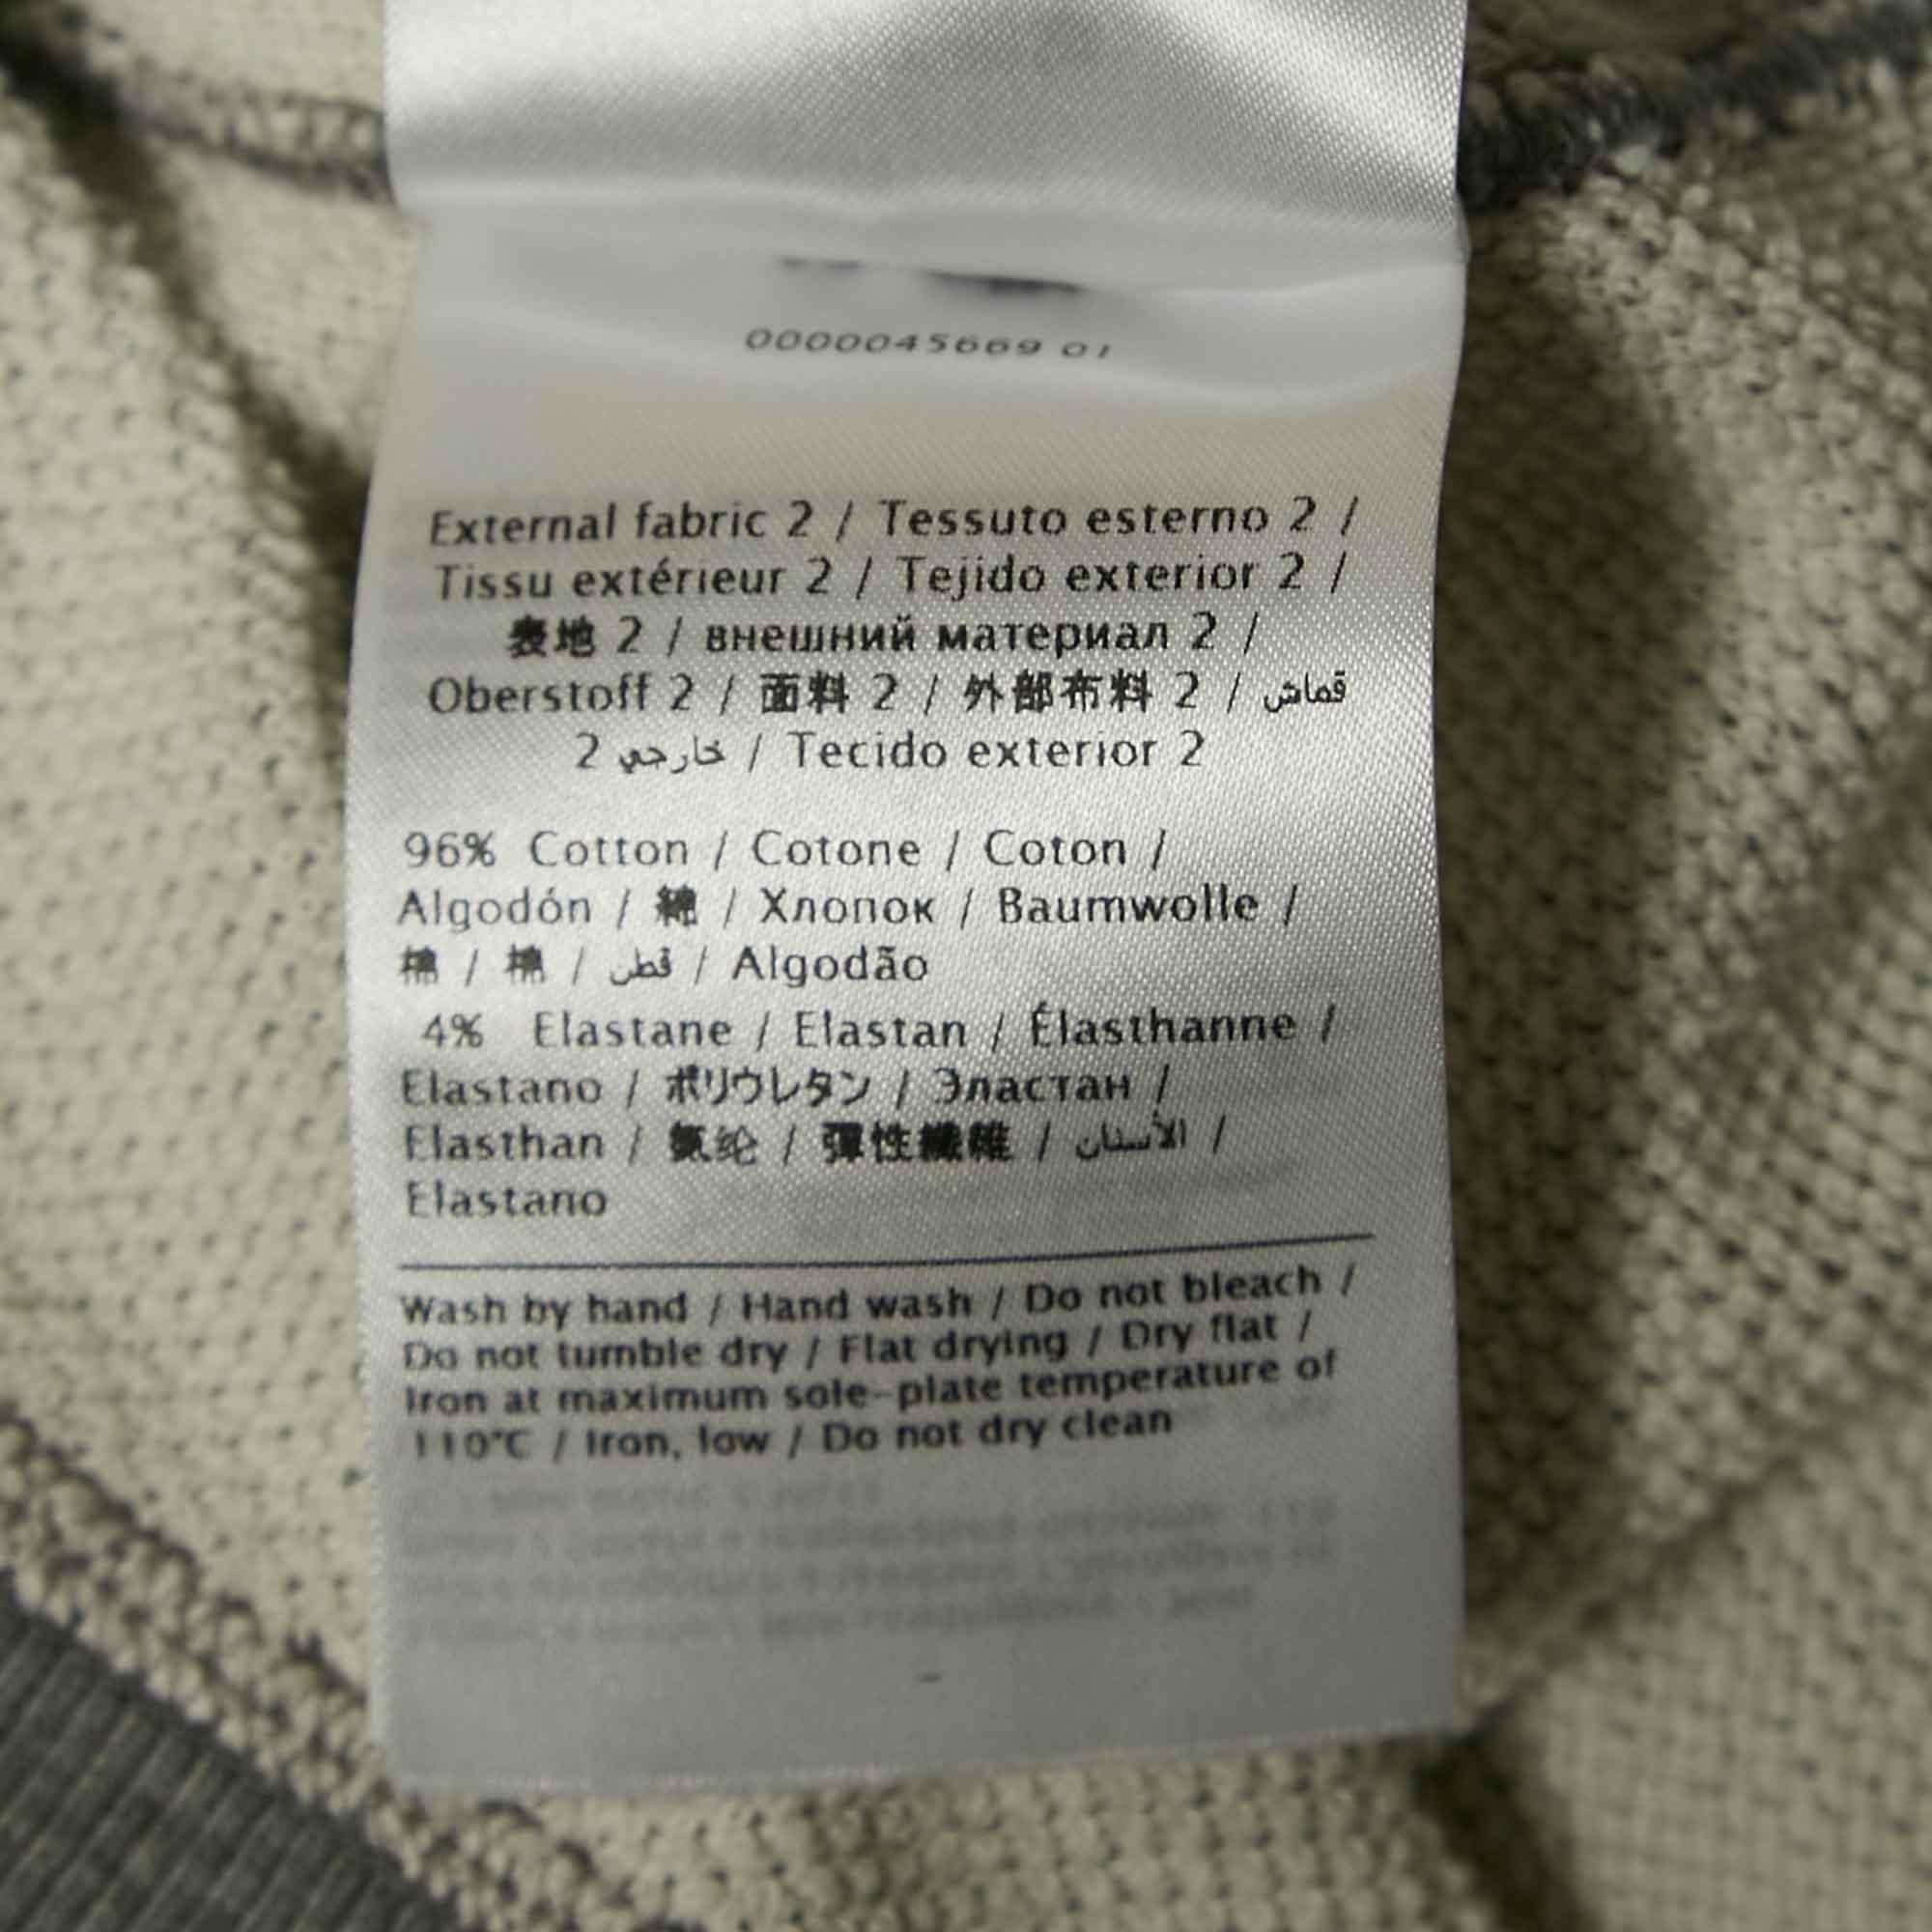 0000045669 01
External fabric 2 / Tessuto esterno 2 /
Tissu extérieur 2 / Tejido exterior 2 /
表地 2 / внешний материал 2 /
Oberstoff 2 / 面料 2 / 外部布料 2 / قماش
خارجي 2 / Tecido exterior 2
96% Cotton / Cotone / Coton /
Algodón / 綿 / Хлопок / Baumwolle /
棉 / 棉 / قطن / Algodão
4% Elastane / Elastan / Élasthanne /
Elastano / ポリウレタン / Эластан /
Elasthan / 氨纶 / 彈性纖維 / الأستان /
Elastano
Wash by hand / Hand wash / Do not bleach /
Do not tumble dry / Flat drying / Dry flat /
Iron at maximum sole-plate temperature of
110°C / Iron, low / Do not dry clean